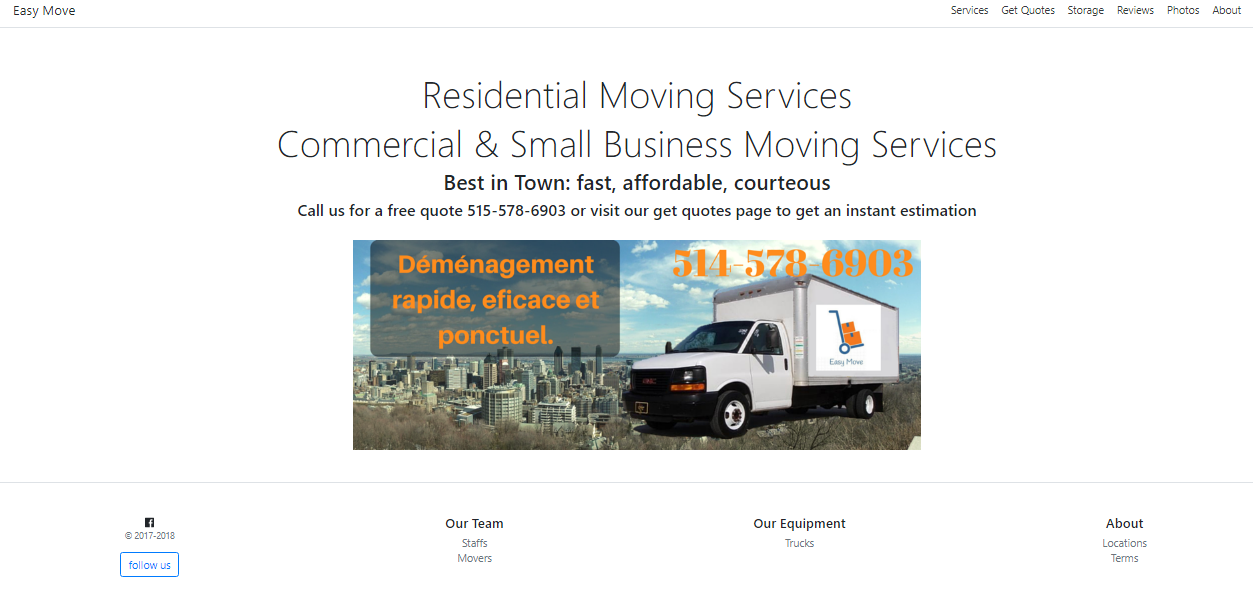 Easy Move
Services Get Quotes Storage Reviews Photos About
Residential Moving Services
Commercial & Small Business Moving Services
Best in Town: fast, affordable, courteous
Call us for a free quote 515-578-6903 or visit our get quotes page to get an instant estimation
Déménagement
rapide, eficace et
ponctuel.
514-578-6903
GMC
Easy Move
© 2017-2018
follow us
Our Team
Staffs
Movers
Our Equipment
Trucks
About
Locations
Terms